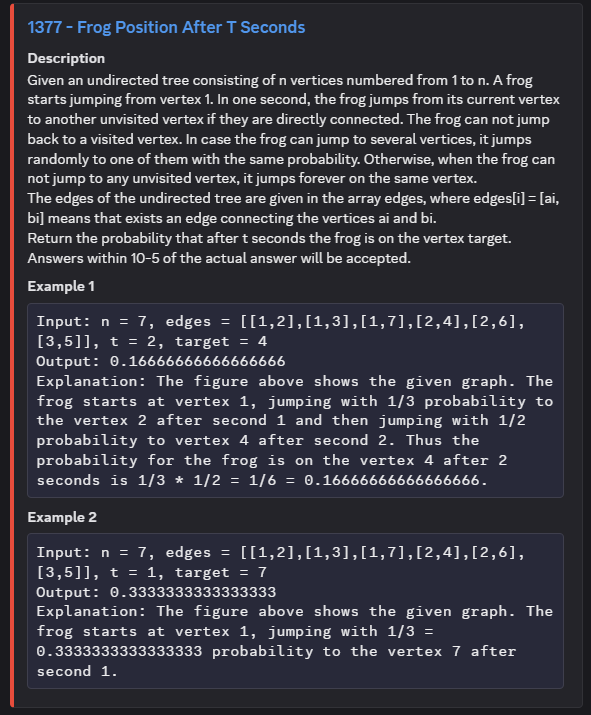 1377 - Frog Position After T Seconds
Description
Given an undirected tree consisting of n vertices numbered from 1 to n. A frog
starts jumping from vertex 1. In one second, the frog jumps from its current vertex
to another unvisited vertex if they are directly connected. The frog can not jump
back to a visited vertex. In case the frog can jump to several vertices, it jumps
randomly to one of them with the same probability. Otherwise, when the frog can
not jump to any unvisited vertex, it jumps forever on the same vertex.
The edges of the undirected tree are given in the array edges, where edges[i] = [ai,
bi] means that exists an edge connecting the vertices ai and bi.
Return the probability that after t seconds the frog is on the vertex target.
Answers within 10-5 of the actual answer will be accepted.
Example 1
Input: n = 7, edges = [[1,2],[1,3],[1,7],[2,4],[2,6],
[3,5]], t = 2, target = 4
Output: 0.16666666666666666
Explanation: The figure above shows the given graph. The
frog starts at vertex 1, jumping with 1/3 probability to
the vertex 2 after second 1 and then jumping with 1/2
probability to vertex 4 after second 2. Thus the
probability for the frog is on the vertex 4 after 2
seconds is 1/3 * 1/2 = 1/6 = 0.16666666666666666.
Example 2
Input: n = 7, edges = [[1,2],[1,3],[1,7],[2,4],[2,6],
[3,5]], t = 1, target = 7
Output: 0.3333333333333333
Explanation: The figure above shows the given graph. The
frog starts at vertex 1, jumping with 1/3 =
0.3333333333333333 probability to the vertex 7 after
second 1.